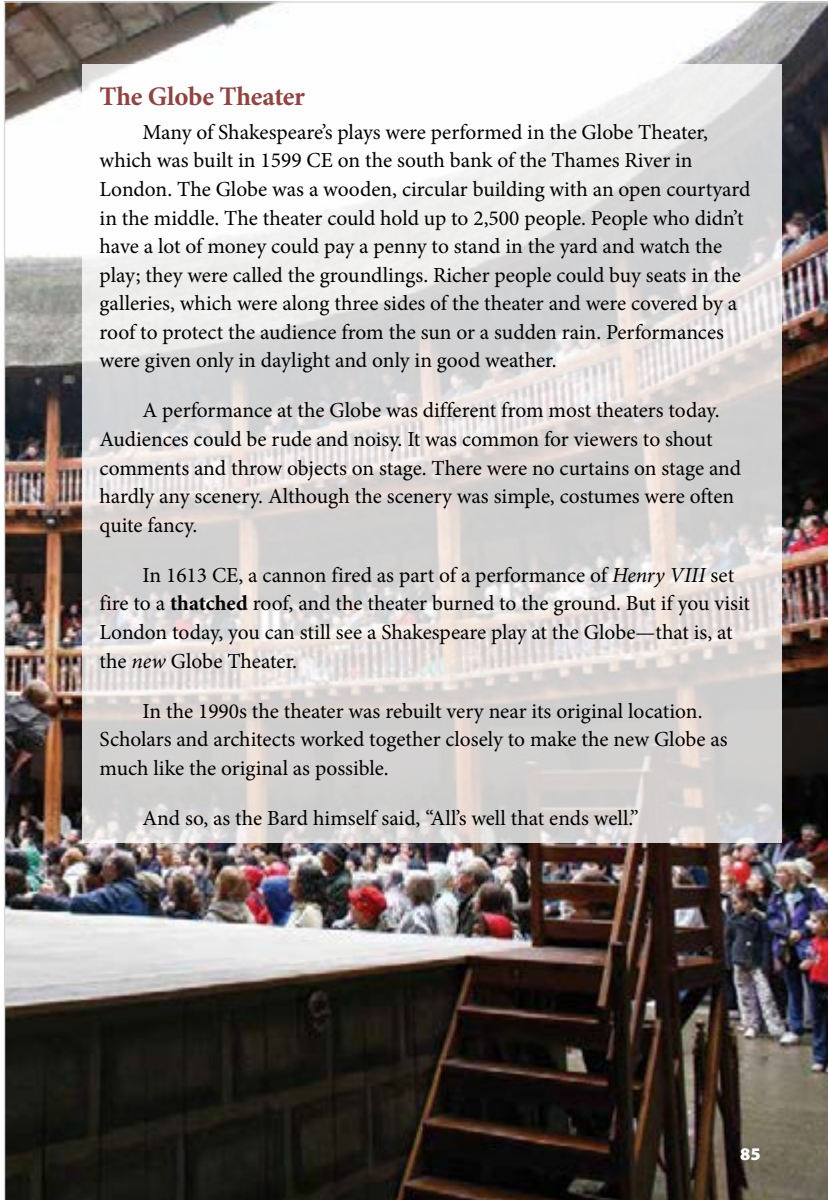 The Globe Theater
Many of Shakespeare’s plays were performed in the Globe Theater,
which was built in 1599 CE on the south bank of the Thames River in
London. The Globe was a wooden, circular building with an open courtyard
in the middle. The theater could hold up to 2,500 people. People who didn’t
have a lot of money could pay a penny to stand in the yard and watch the
play; they were called the groundlings. Richer people could buy seats in the
galleries, which were along three sides of the theater and were covered by a
roof to protect the audience from the sun or a sudden rain. Performances
were given only in daylight and only in good weather.
A performance at the Globe was different from most theaters today.
Audiences could be rude and noisy. It was common for viewers to shout
comments and throw objects on stage. There were no curtains on stage and
hardly any scenery. Although the scenery was simple, costumes were often
quite fancy.
In 1613 CE, a cannon fired as part of a performance of Henry VIII set
fire to a thatched roof, and the theater burned to the ground. But if you visit
London today, you can still see a Shakespeare play at the Globe—that is, at
the new Globe Theater.
In the 1990s the theater was rebuilt very near its original location.
Scholars and architects worked together closely to make the new Globe as
much like the original as possible.
And so, as the Bard himself said, “All’s well that ends well.”
85